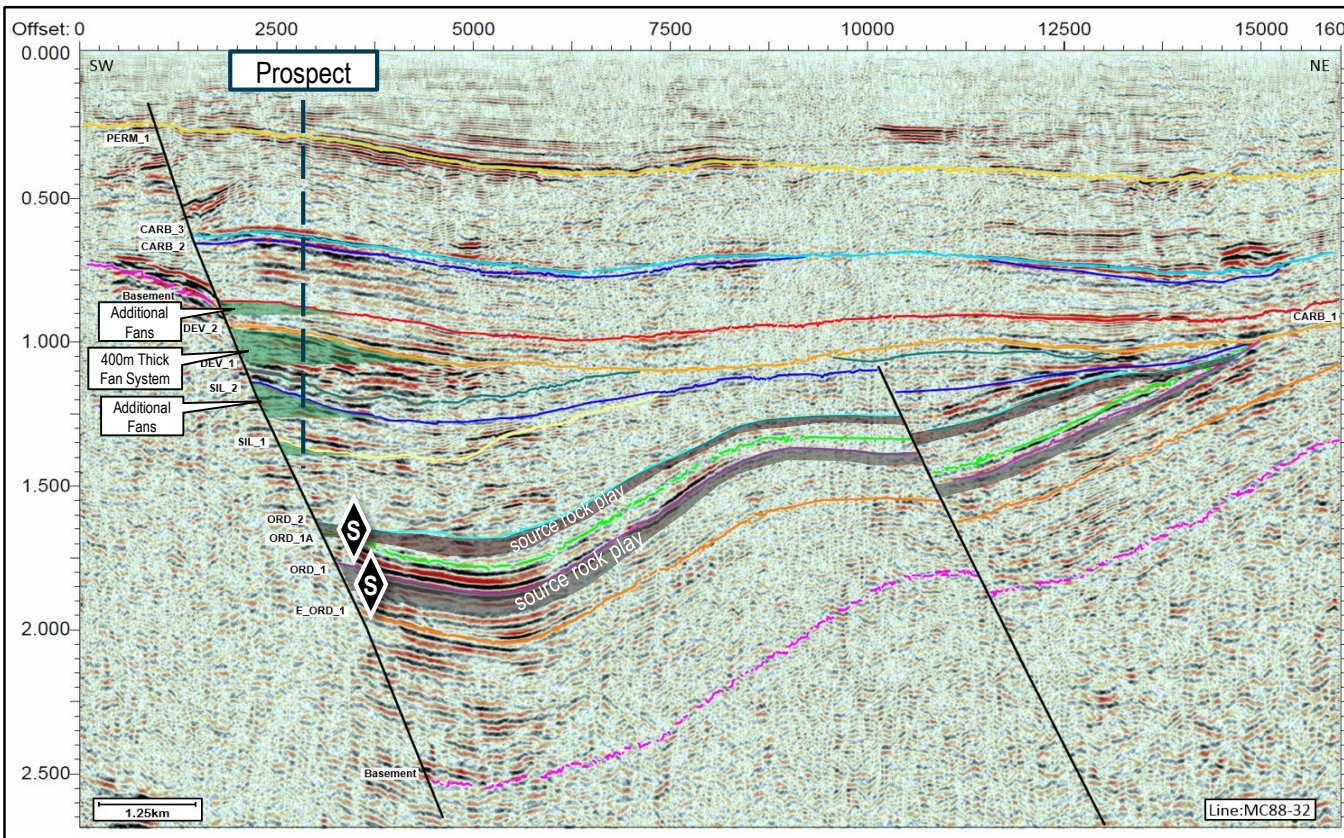 Offset: 0 2500 5000 7500 10000 12500 15000 160
0.000
SW
NE
Prospect
PERM_1
0.500
CARB_3
CARB_2
Basement
Additional
Fans
DEV_2
CARB_1
1.000
400m Thick
Fan System
DEV_1
SIL_2
Additional
Fans
SIL_1
1.500
ORD_2
S
source rock play
ORD_1A
ORD_1
S
source rock play
E_ORD_1
2.000
2.500
Basement
1.25km
Line:MC88-32